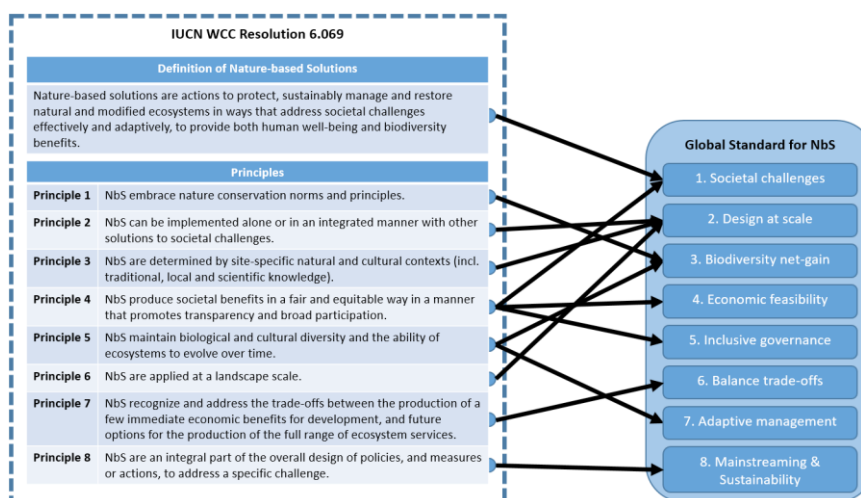 IUCN WCC Resolution 6.069
Definition of Nature-based Solutions
Nature-based solutions are actions to protect, sustainably manage and restore
natural and modified ecosystems in ways that address societal challenges
effectively and adaptively, to provide both human well-being and biodiversity
benefits.
Principles
Principle 1 NbS embrace nature conservation norms and principles.
Principle 2 NbS can be implemented alone or in an integrated manner with other
solutions to societal challenges.
Principle 3 NbS are determined by site-specific natural and cultural contexts (incl.
traditional, local and scientific knowledge).
Principle 4 NbS produce societal benefits in a fair and equitable way in a manner
that promotes transparency and broad participation.
Principle 5 NbS maintain biological and cultural diversity and the ability of
ecosystems to evolve over time.
Principle 6 NbS are applied at a landscape scale.
Principle 7 NbS recognize and address the trade-offs between the production of a
few immediate economic benefits for development, and future
options for the production of the full range of ecosystem services.
Principle 8 NbS are an integral part of the overall design of policies, and measures
or actions, to address a specific challenge.
Global Standard for NbS
1. Societal challenges
2. Design at scale
3. Biodiversity net-gain
4. Economic feasibility
5. Inclusive governance
6. Balance trade-offs
7. Adaptive management
8. Mainstreaming &
Sustainability